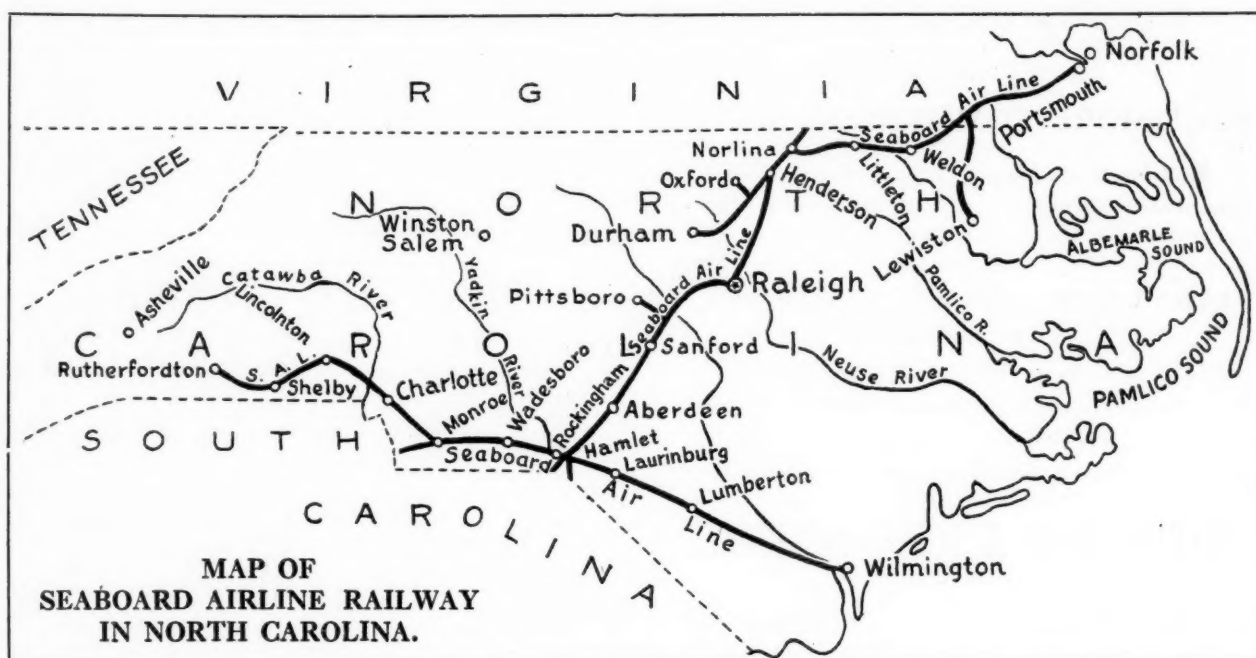 Norfolk
VIRGINIA
Seaboard Air Line
Portsmouth
TENNESSEE
Norlina
Littleton
Weldon
Oxford
Henderson
NORTH
Winston
Salem
Durham
Lewiston
ALBEMARLE
SOUND
Asheville
Catawba River
Lincolnton
Yadkin River
Pittsboro
Seaboard Air Line
Raleigh
Pamlico R.
CAROLINA
Rutherfordton
S. A. L.
Shelby
Charlotte
Monroe
Wadesboro
Rockingham
Sanford
Neuse River
PAMLICO SOUND
Aberdeen
SOUTH
Seaboard Air Line
Hamlet
Laurinburg
Lumberton
CAROLINA
Wilmington
MAP OF
SEABOARD AIRLINE RAILWAY
IN NORTH CAROLINA.